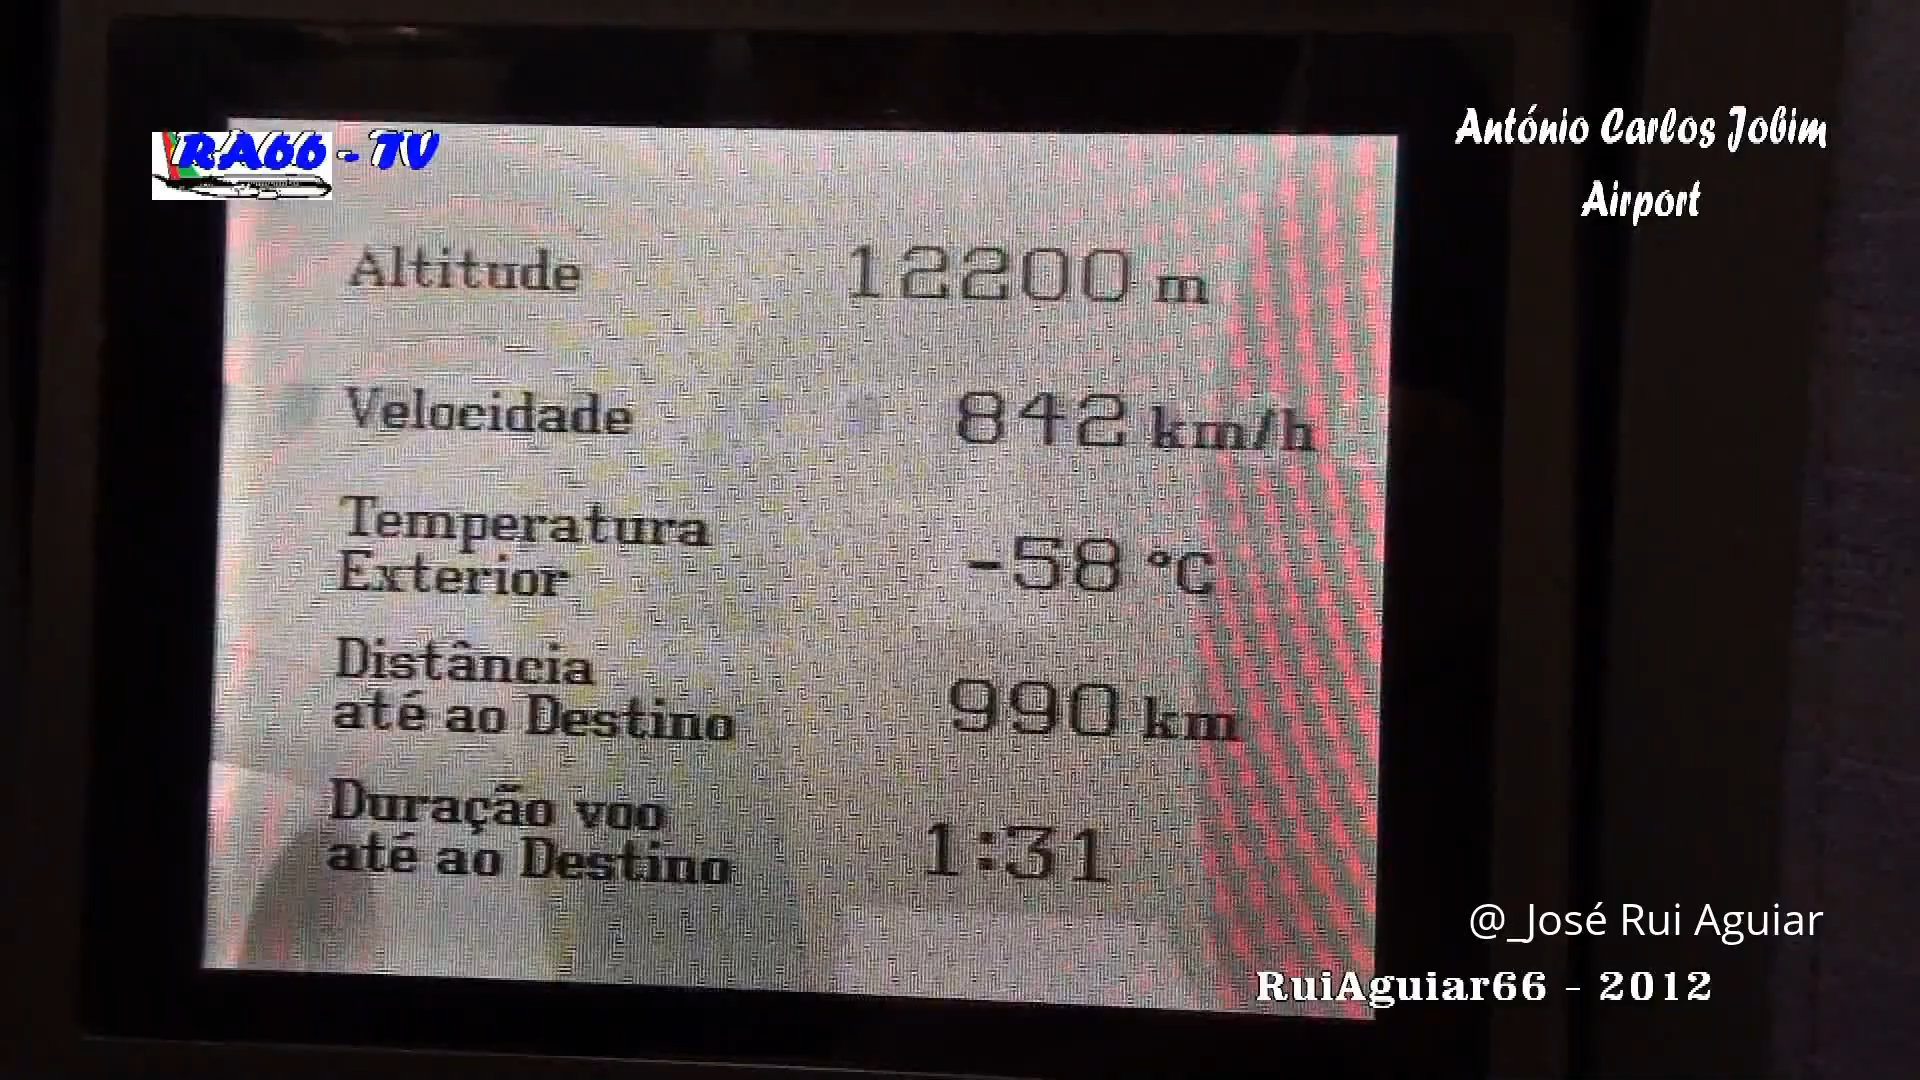 RA66 - TV
António Carlos Jobim
Airport
Altitude 12200 m
Velocidade 842 km/h
Temperatura
Exterior -58 °C
Distância
até ao Destino 990 km
Duração voo
até ao Destino 1:31
@_José Rui Aguiar
RuiAguiar66 - 2012